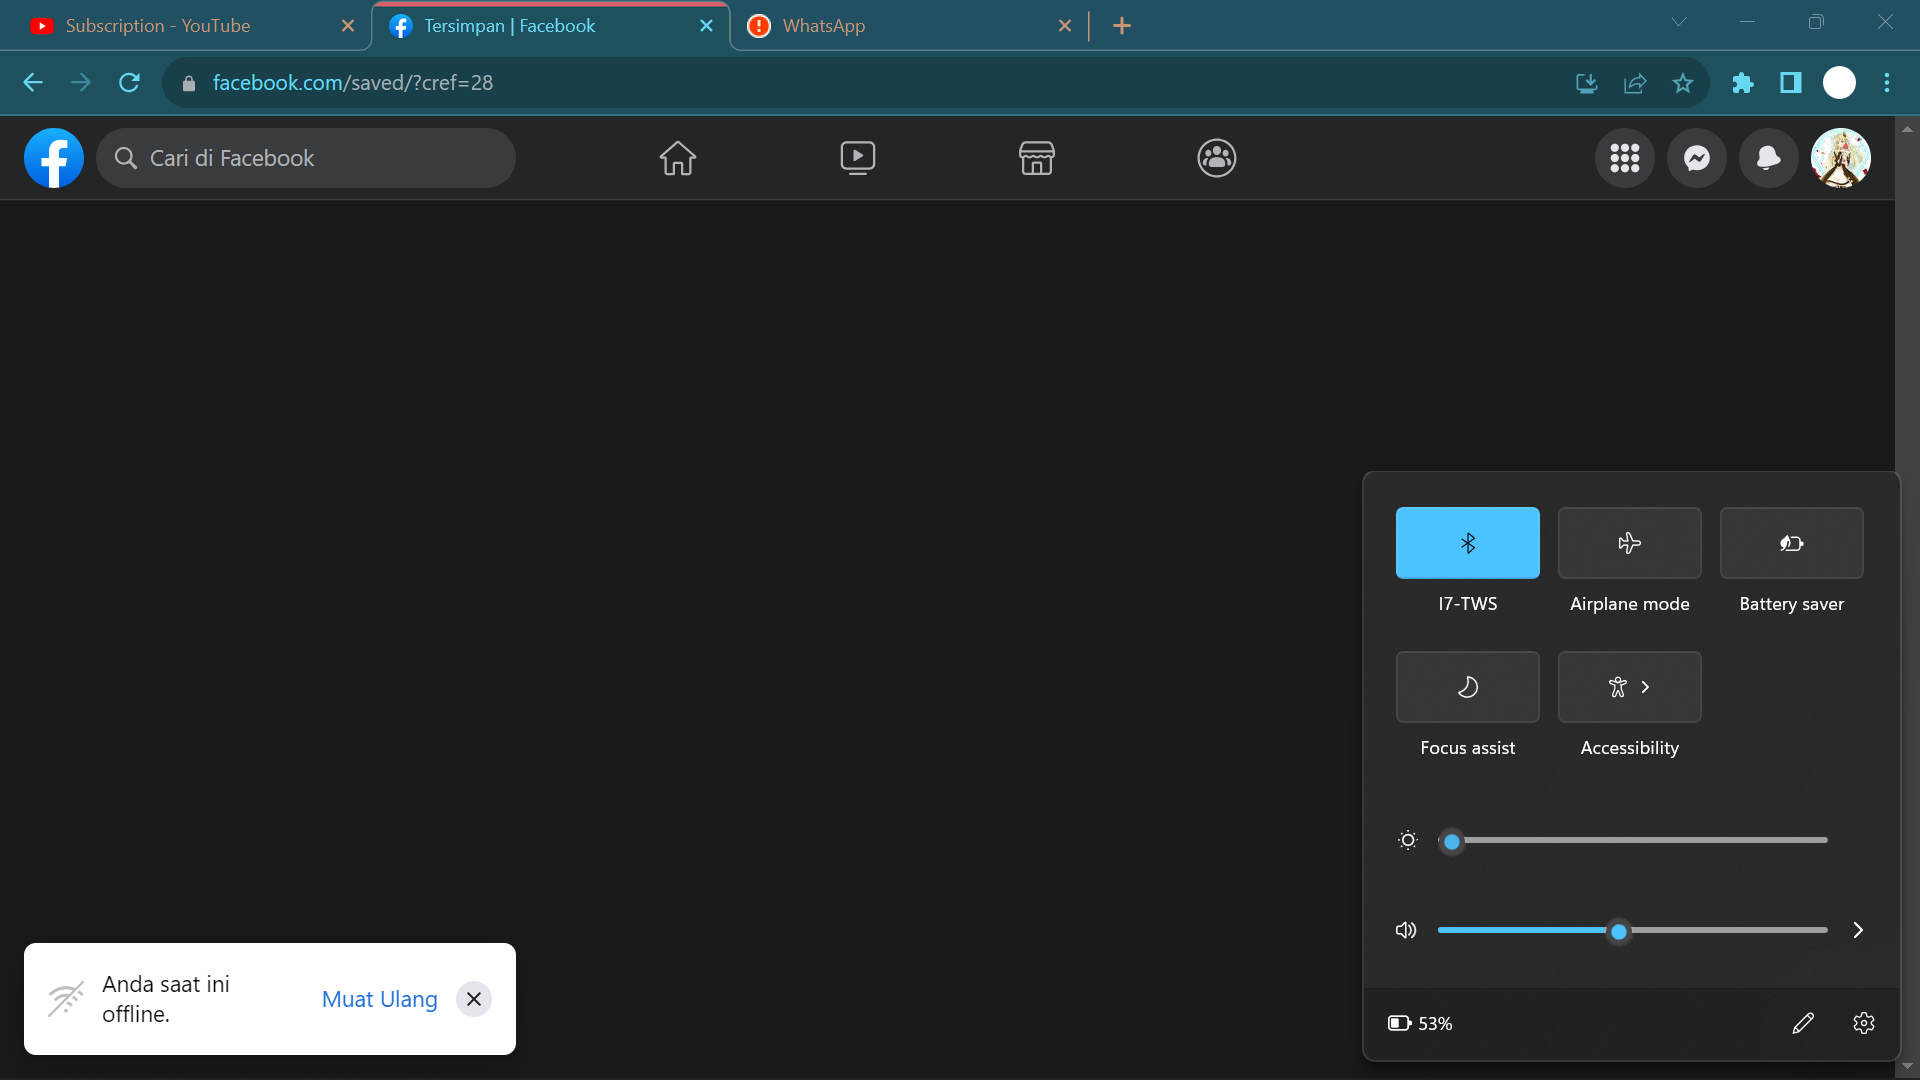 Subscription - YouTube
Tersimpan | Facebook
WhatsApp
facebook.com/saved/?cref=28
Cari di Facebook
I7-TWS
Airplane mode
Battery saver
Focus assist
Accessibility
Anda saat ini
offline.
Muat Ulang
53%